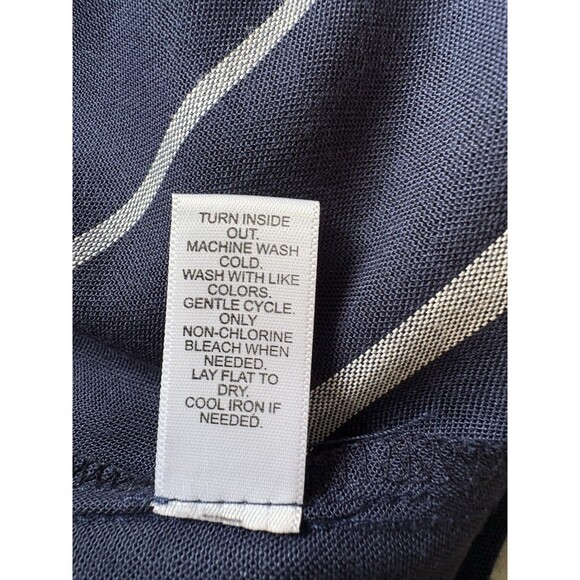 TURN INSIDE
OUT.
MACHINE WASH
COLD.
WASH WITH LIKE
COLORS.
GENTLE CYCLE.
ONLY
NON-CHLORINE
BLEACH WHEN
NEEDED.
LAY FLAT TO
DRY.
COOL IRON IF
NEEDED.